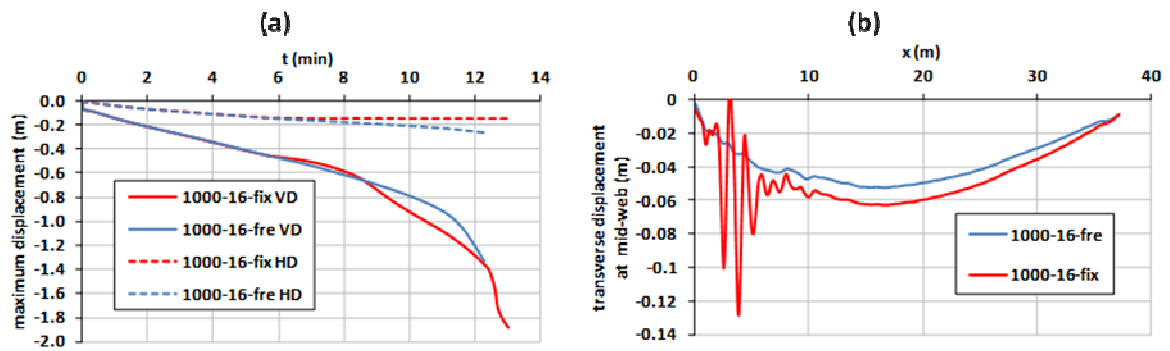 (a)
t (min)
0 2 4 6 8 10 12 14
0.0
-0.2
-0.4
-0.6
-0.8
-1.0
-1.2
-1.4
-1.6
-1.8
-2.0
maximum displacement (m)
1000-16-fix VD
1000-16-fre VD
1000-16-fix HD
1000-16-fre HD
(b)
x (m)
0 10 20 30 40
0
-0.02
-0.04
-0.06
-0.08
-0.1
-0.12
-0.14
transverse displacement
at mid-web (m)
1000-16-fre
1000-16-fix